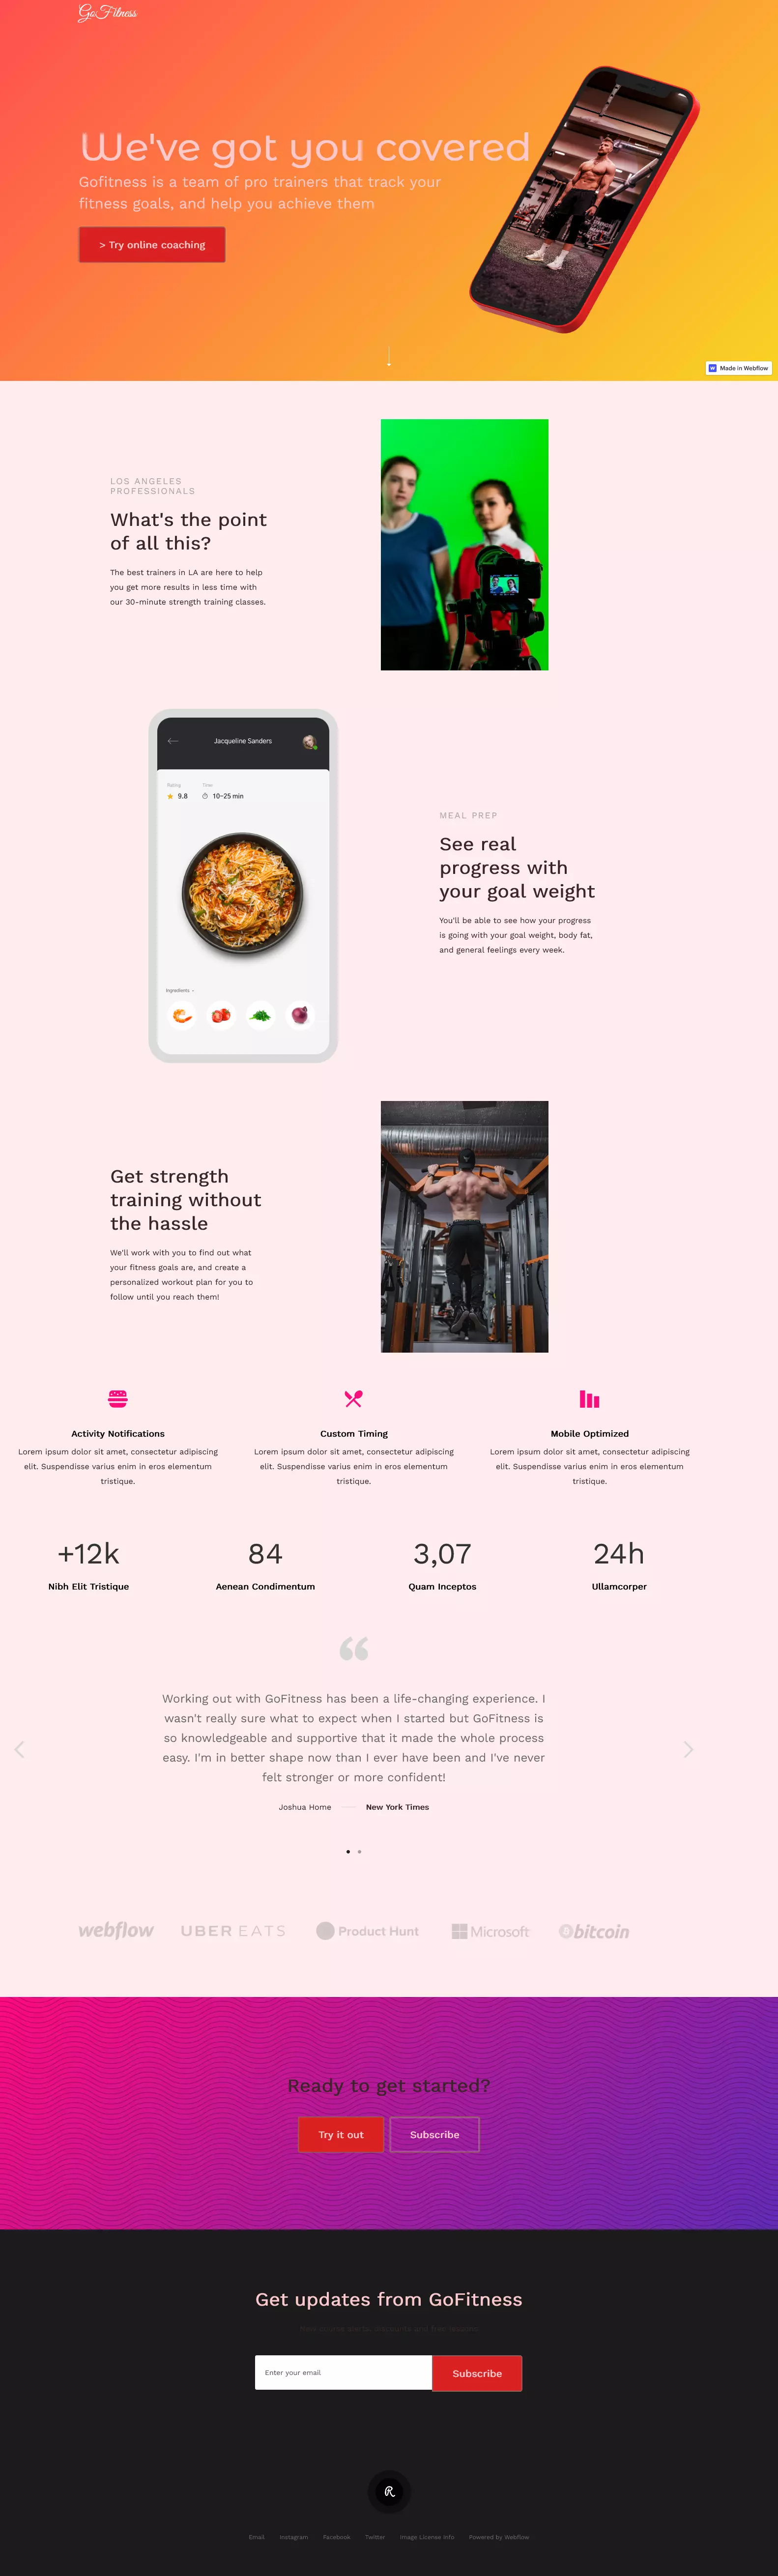 GoFitness
We've got you covered
Gofitness is a team of pro trainers that track your
fitness goals, and help you achieve them
> Try online coaching
Made in Webflow
LOS ANGELES
PROFESSIONALS
What's the point
of all this?
The best trainers in LA are here to help
you get more results in less time with
our 30-minute strength training classes.
Jacqueline Sanders
Rating Time
9.8 10-25 min
Ingredients
MEAL PREP
See real
progress with
your goal weight
You'll be able to see how your progress
is going with your goal weight, body fat,
and general feelings every week.
Get strength
training without
the hassle
We'll work with you to find out what
your fitness goals are, and create a
personalized workout plan for you to
follow until you reach them!
Activity Notifications
Lorem ipsum dolor sit amet, consectetur adipiscing
elit. Suspendisse varius enim in eros elementum
tristique.
Custom Timing
Lorem ipsum dolor sit amet, consectetur adipiscing
elit. Suspendisse varius enim in eros elementum
tristique.
Mobile Optimized
Lorem ipsum dolor sit amet, consectetur adipiscing
elit. Suspendisse varius enim in eros elementum
tristique.
+12k
Nibh Elit Tristique
84
Aenean Condimentum
3,07
Quam Inceptos
24h
Ullamcorper
“
Working out with GoFitness has been a life-changing experience. I
wasn't really sure what to expect when I started but GoFitness is
so knowledgeable and supportive that it made the whole process
easy. I'm in better shape now than I ever have been and I've never
felt stronger or more confident!
Joshua Home New York Times
webflow UBER EATS Product Hunt Microsoft bitcoin
Ready to get started?
Try it out Subscribe
Get updates from GoFitness
Enter your email Subscribe
R
Email Instagram Facebook Twitter Image License Info Powered by Webflow